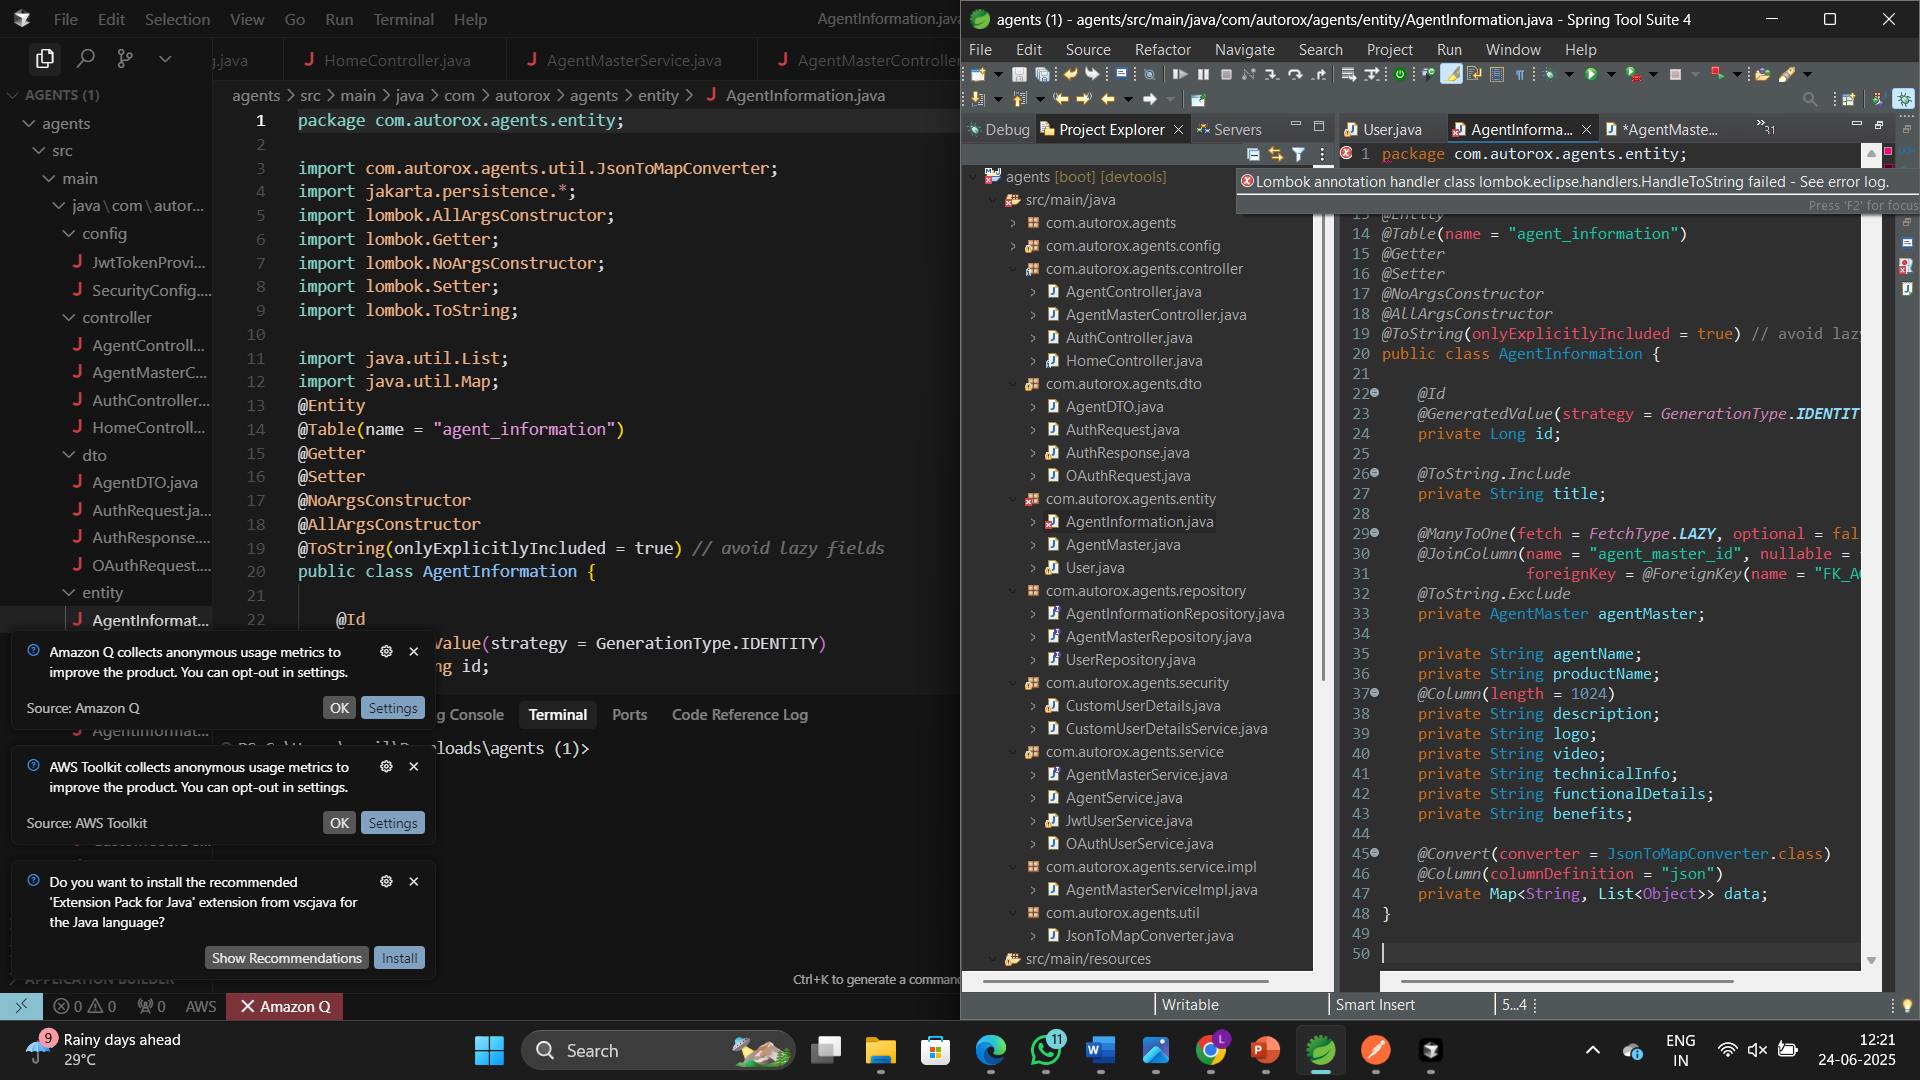 File Edit Selection View Go Run Terminal Help
AgentInformation.java
AGENTS (1)
agents
src
main
java\com\autor...
config
JwtTokenProvi...
SecurityConfig....
controller
AgentControll...
AgentMasterC...
AuthController...
HomeControll...
dto
AgentDTO.java
AuthRequest.ja...
AuthResponse....
OAuthRequest....
entity
AgentInformat...
HomeController.java
AgentMasterService.java
AgentMasterController
agents > src > main > java > com > autorox > agents > entity > AgentInformation.java
1 package com.autorox.agents.entity;
2
3 import com.autorox.agents.util.JsonToMapConverter;
4 import jakarta.persistence.*;
5 import lombok.AllArgsConstructor;
6 import lombok.Getter;
7 import lombok.NoArgsConstructor;
8 import lombok.Setter;
9 import lombok.ToString;
10
11 import java.util.List;
12 import java.util.Map;
13 @Entity
14 @Table(name = "agent_information")
15 @Getter
16 @Setter
17 @NoArgsConstructor
18 @AllArgsConstructor
19 @ToString(onlyExplicitlyIncluded = true) // avoid lazy fields
20 public class AgentInformation {
21
22 @Id
Value(strategy = GenerationType.IDENTITY)
ng id;
Amazon Q collects anonymous usage metrics to
improve the product. You can opt-out in settings.
Source: Amazon Q
OK
Settings
AWS Toolkit collects anonymous usage metrics to
improve the product. You can opt-out in settings.
Source: AWS Toolkit
OK
Settings
Do you want to install the recommended
'Extension Pack for Java' extension from vscjava for
the Java language?
Show Recommendations
Install
g Console Terminal Ports Code Reference Log
loads\agents (1)>
Ctrl+K to generate a command
0 0 0 AWS Amazon Q
agents (1) - agents/src/main/java/com/autorox/agents/entity/AgentInformation.java - Spring Tool Suite 4
File Edit Source Refactor Navigate Search Project Run Window Help
Debug Project Explorer Servers
agents [boot] [devtools]
src/main/java
com.autorox.agents
com.autorox.agents.config
com.autorox.agents.controller
AgentController.java
AgentMasterController.java
AuthController.java
HomeController.java
com.autorox.agents.dto
AgentDTO.java
AuthRequest.java
AuthResponse.java
OAuthRequest.java
com.autorox.agents.entity
AgentInformation.java
AgentMaster.java
User.java
com.autorox.agents.repository
AgentInformationRepository.java
AgentMasterRepository.java
UserRepository.java
com.autorox.agents.security
CustomUserDetails.java
CustomUserDetailsService.java
com.autorox.agents.service
AgentMasterService.java
AgentService.java
JwtUserService.java
OAuthUserService.java
com.autorox.agents.service.impl
AgentMasterServiceImpl.java
com.autorox.agents.util
JsonToMapConverter.java
src/main/resources
User.java AgentInforma... *AgentMaste... 31
1 package com.autorox.agents.entity;
Lombok annotation handler class lombok.eclipse.handlers.HandleToString failed - See error log.
Press 'F2' for focus
13 @Entity
14 @Table(name = "agent_information")
15 @Getter
16 @Setter
17 @NoArgsConstructor
18 @AllArgsConstructor
19 @ToString(onlyExplicitlyIncluded = true) // avoid lazy
20 public class AgentInformation {
21
22 @Id
23 @GeneratedValue(strategy = GenerationType.IDENTIT
24 private Long id;
25
26 @ToString.Include
27 private String title;
28
29 @ManyToOne(fetch = FetchType.LAZY, optional = fal
30 @JoinColumn(name = "agent_master_id", nullable =
31 foreignKey = @ForeignKey(name = "FK_A
32 @ToString.Exclude
33 private AgentMaster agentMaster;
34
35 private String agentName;
36 private String productName;
37 @Column(length = 1024)
38 private String description;
39 private String logo;
40 private String video;
41 private String technicalInfo;
42 private String functionalDetails;
43 private String benefits;
44
45 @Convert(converter = JsonToMapConverter.class)
46 @Column(columnDefinition = "json")
47 private Map<String, List<Object>> data;
48 }
49
50
Writable Smart Insert 5...4
9
Rainy days ahead
29°C
Search
11
ENG
IN
12:21
24-06-2025